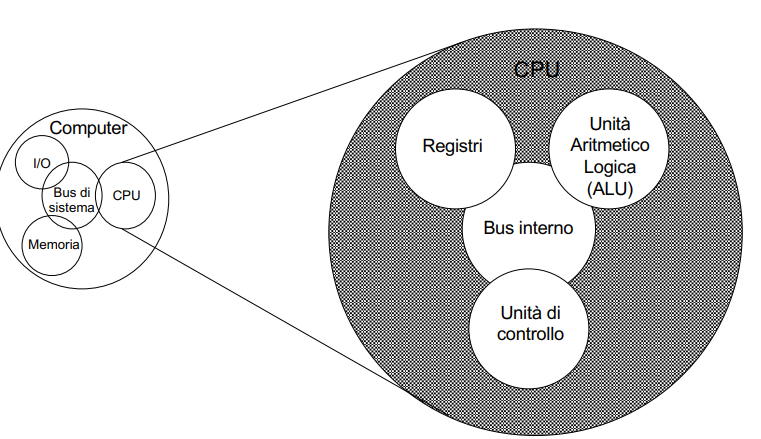 Computer
I/O
Bus di
sistema
CPU
Memoria
CPU
Registri
Unità
Aritmetico
Logica
(ALU)
Bus interno
Unità di
controllo